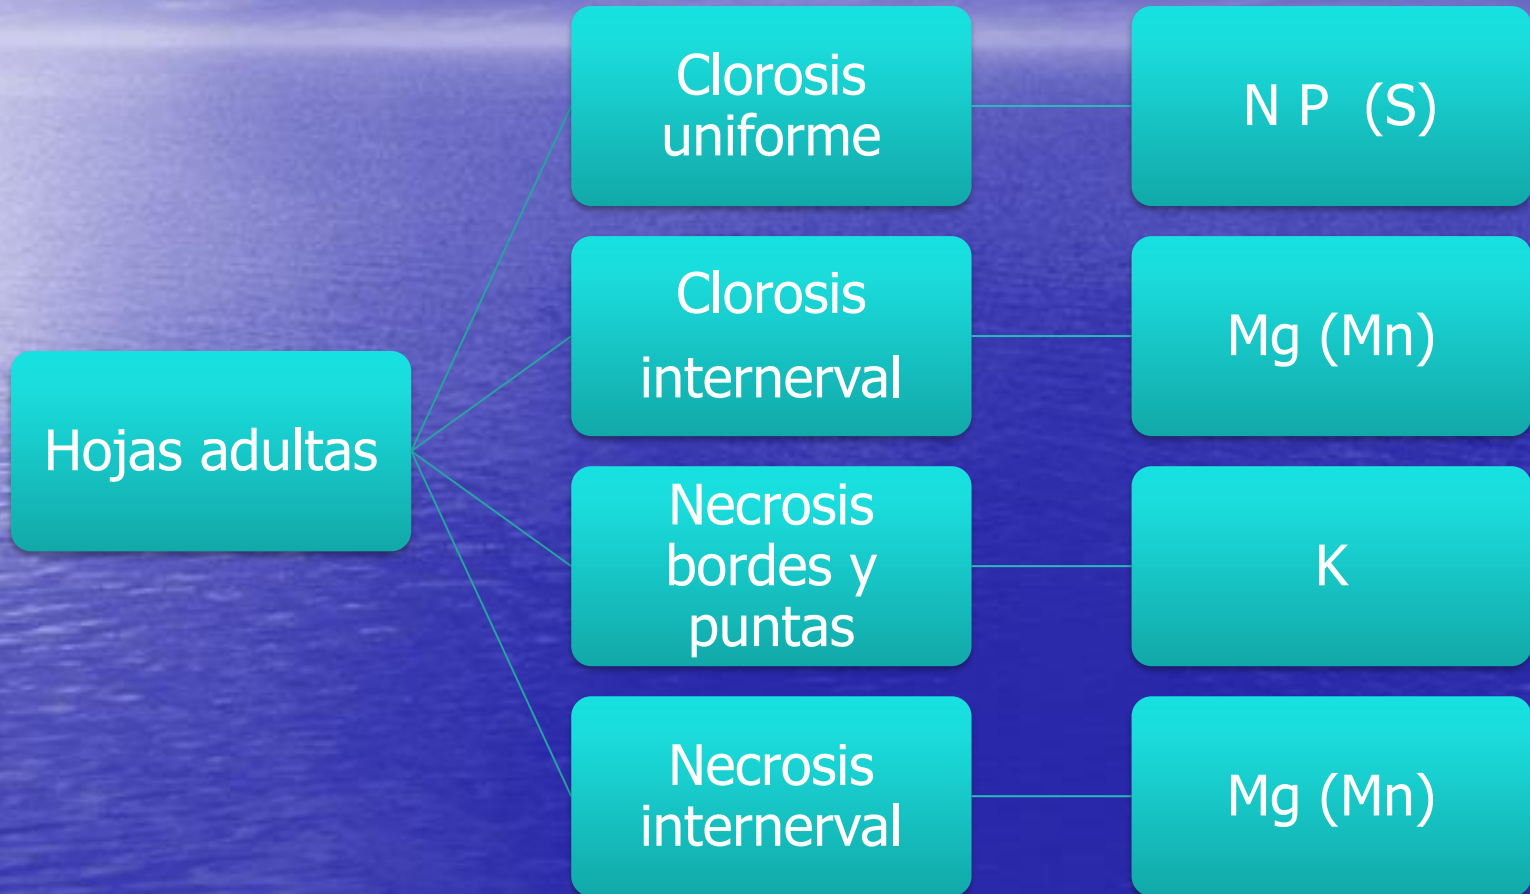 Hojas adultas
Clorosis
uniforme
N P (S)
Clorosis
internerval
Mg (Mn)
Necrosis
bordes y
puntas
K
Necrosis
internerval
Mg (Mn)